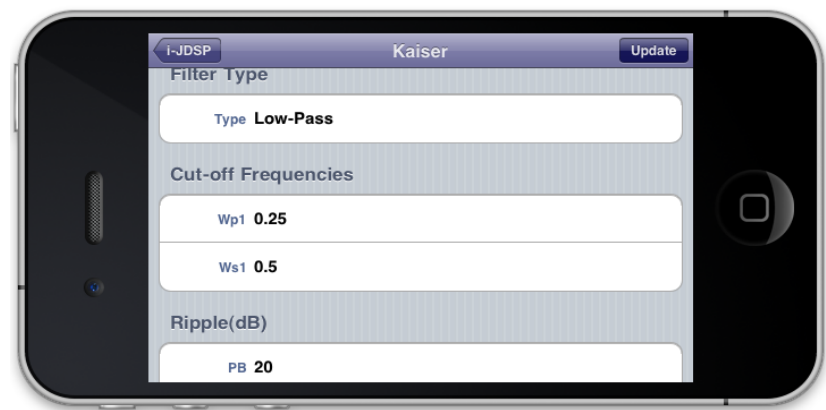 i-JDSP Kaiser Update
Filter Type
Type Low-Pass
Cut-off Frequencies
Wp1 0.25
Ws1 0.5
Ripple(dB)
PB 20